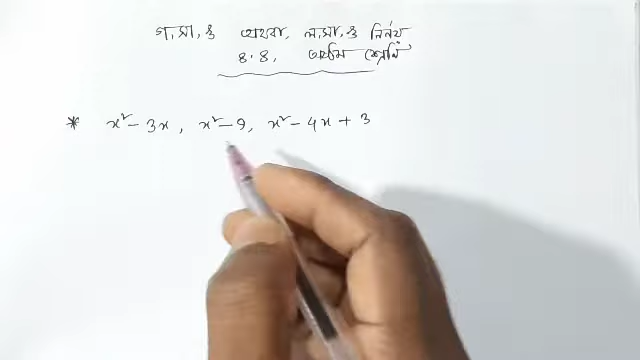 গ.সা.গু অথবা, ল.সা.গু নির্ণয়
৪.৪, অষ্টম শ্রেণি
* x² - 3x, x² - 9, x² - 4x + 3